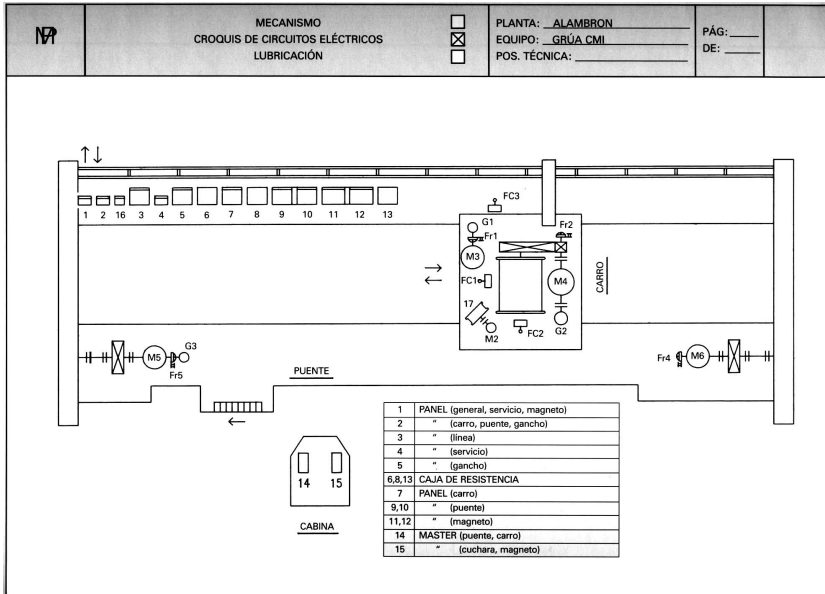 MP
MECANISMO
CROQUIS DE CIRCUITOS ELÉCTRICOS
LUBRICACIÓN
PLANTA: ALAMBRON
EQUIPO: GRÚA CMI
POS. TÉCNICA:
PÁG:
DE:
1 2 16 3 4 5 6 7 8 9 10 11 12 13
FC3
G1
Fr1
Fr2
M3
M4
FC1
17
M2
FC2
G2
CARRO
M5
G3
Fr5
Fr4
M6
PUENTE
14 15
CABINA
1 PANEL (general, servicio, magneto)
2 " (carro, puente, gancho)
3 " (línea)
4 " (servicio)
5 " (gancho)
6,8,13 CAJA DE RESISTENCIA
7 PANEL (carro)
9,10 " (puente)
11,12 " (magneto)
14 MASTER (puente, carro)
15 " (cuchara, magneto)